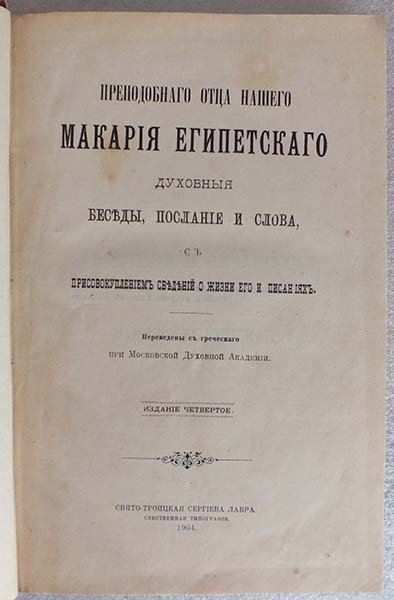 ПРЕПОДОБНАГО ОТЦА НАШЕГО
МАКАРІЯ ЕГИПЕТСКАГО
ДУХОВНЫЯ
БЕСѢДЫ, ПОСЛАНІЕ И СЛОВА,
СЪ
ПРИСОВОКУПЛЕНІЕМЪ СВѢДѢНІЙ О ЖИЗНИ ЕГО И ПИСАНІЯХЪ.
Переведены съ греческаго
ПРИ МОСКОВСКОЙ ДУХОВНОЙ АКАДЕМІИ.
ИЗДАНІЕ ЧЕТВЕРТОЕ.
СВЯТО-ТРОИЦКАЯ СЕРГІЕВА ЛАВРА.
СОБСТВЕННАЯ ТИПОГРАФІЯ.
1904.